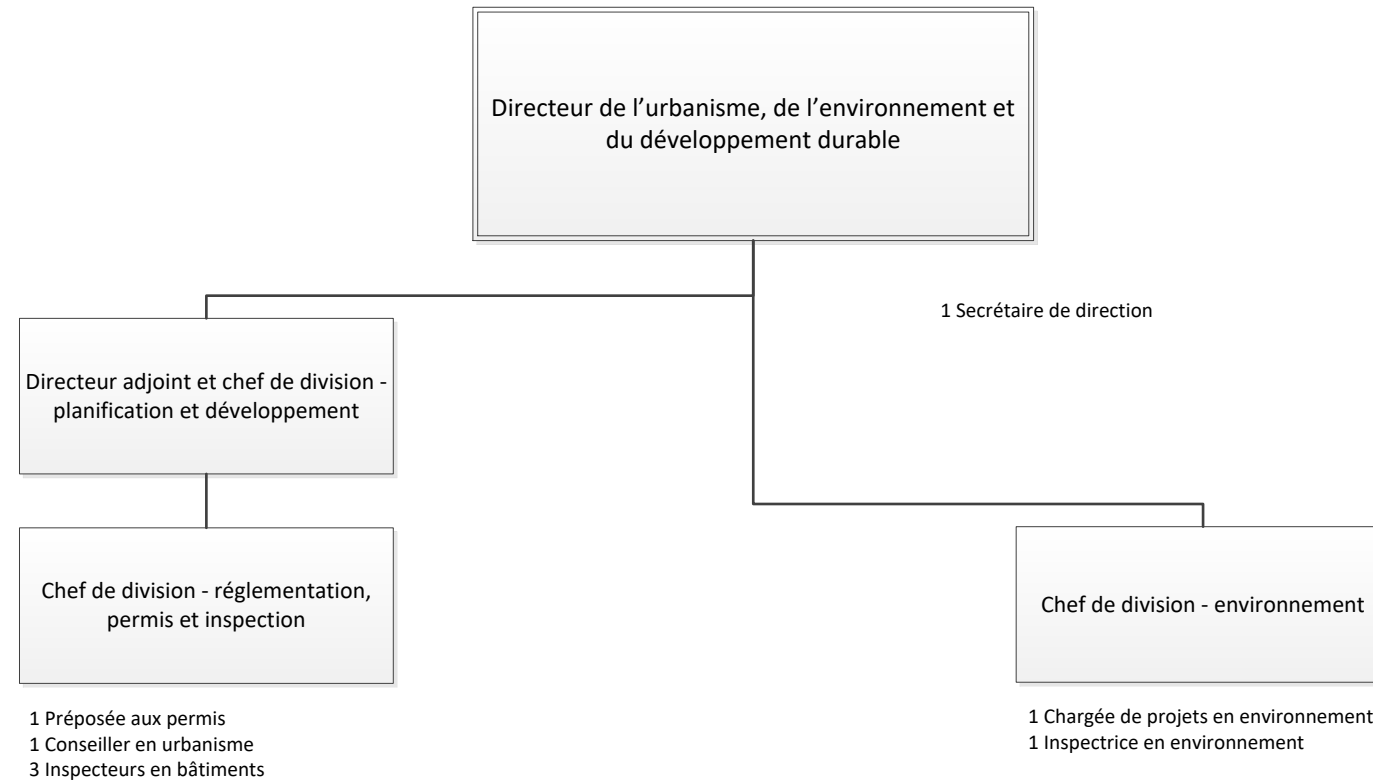 Directeur de l’urbanisme, de l’environnement et
du développement durable
1 Secrétaire de direction
Directeur adjoint et chef de division -
planification et développement
Chef de division - réglementation,
permis et inspection
1 Préposée aux permis
1 Conseiller en urbanisme
3 Inspecteurs en bâtiments
Chef de division - environnement
1 Chargée de projets en environnement
1 Inspectrice en environnement